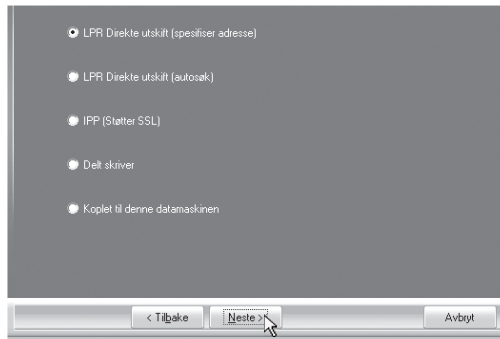 LPR Direkte utskift (spesifiser adresse)
LPR Direkte utskift (autosøk)
IPP (Støtter SSL)
Delt skriver
Koplet til denne datamaskinen
< Tilbake Neste > Avbryt